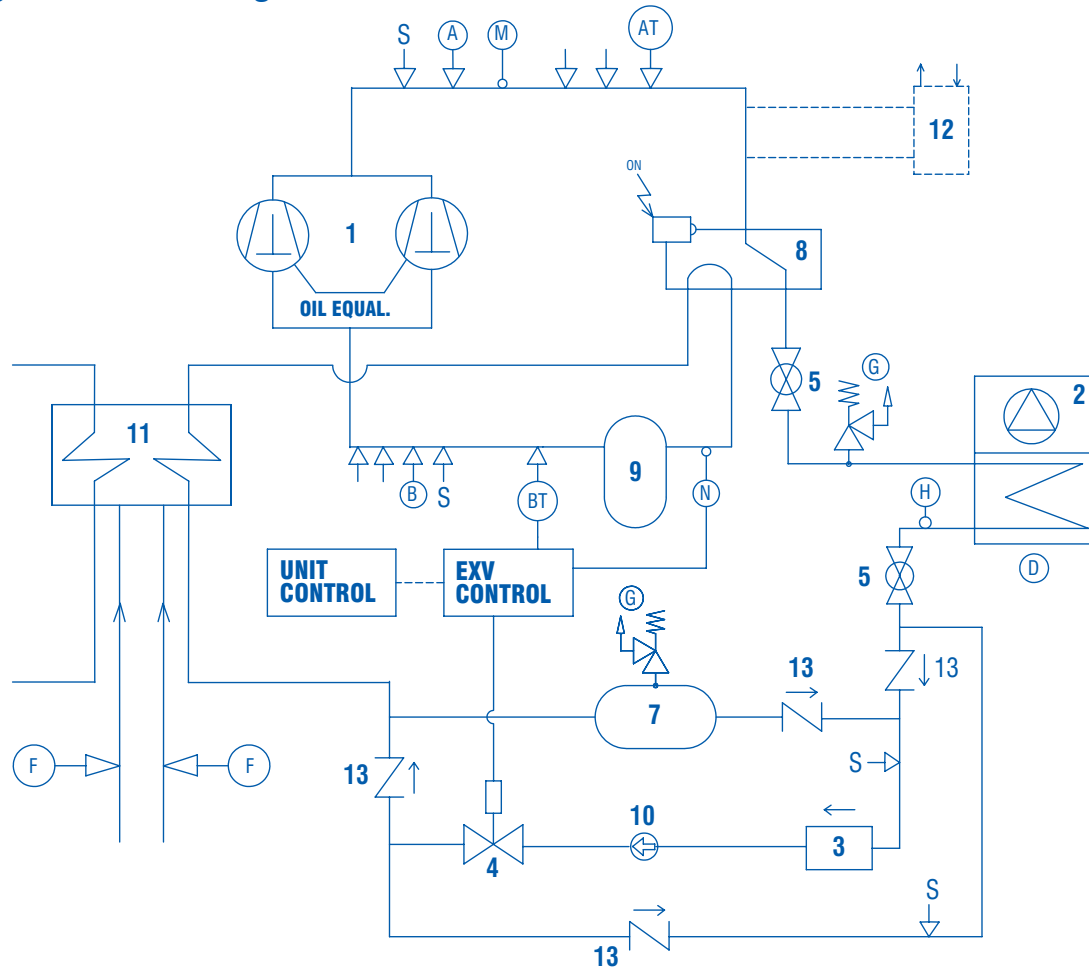 S A M AT
12
ON
1
8
OIL EQUAL.
5 G 2
11
9
B S BT N H
D
UNIT CONTROL
EXV CONTROL
5
G
13 13
7
F F 13 S
10
4 3
S
13